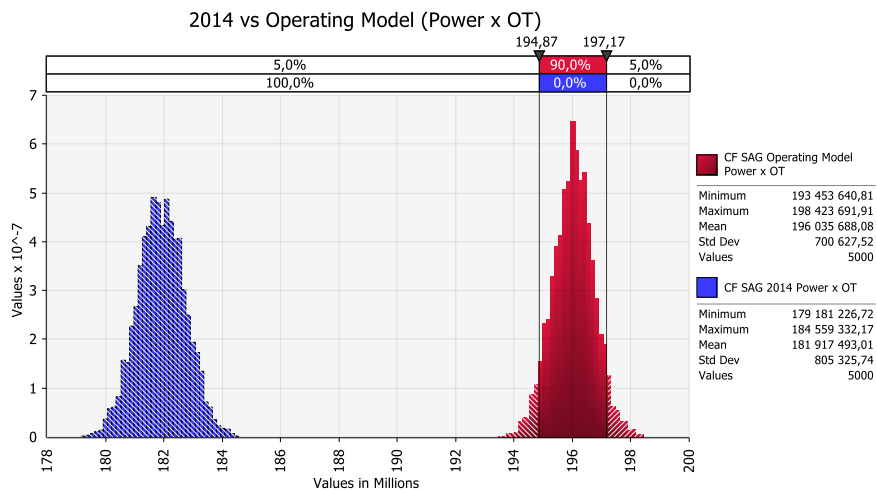 2014 vs Operating Model (Power x OT)
194,87 197,17
5,0% 90,0% 5,0%
100,0% 0,0% 0,0%
7
6
5
4
3
2
1
0
Values x 10^-7
178 180 182 184 186 188 190 192 194 196 198 200
Values in Millions
CF SAG Operating Model
Power x OT
Minimum 193 453 640,81
Maximum 198 423 691,91
Mean 196 035 688,08
Std Dev 700 627,52
Values 5000
CF SAG 2014 Power x OT
Minimum 179 181 226,72
Maximum 184 559 332,17
Mean 181 917 493,01
Std Dev 805 325,74
Values 5000